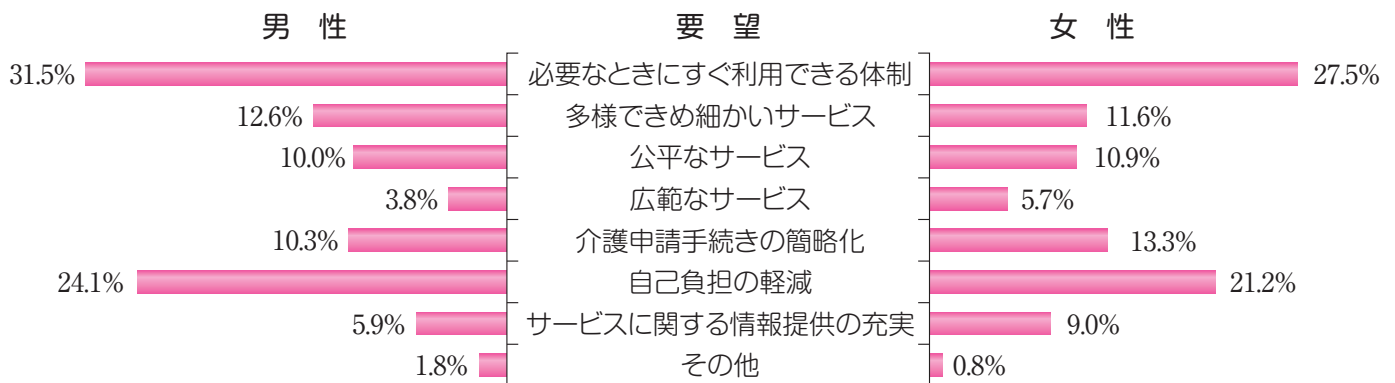 男 性 要 望 女 性
31.5% 必要なときにすぐ利用できる体制 27.5%
12.6% 多様できめ細かいサービス 11.6%
10.0% 公平なサービス 10.9%
3.8% 広範なサービス 5.7%
10.3% 介護申請手続きの簡略化 13.3%
24.1% 自己負担の軽減 21.2%
5.9% サービスに関する情報提供の充実 9.0%
1.8% その他 0.8%